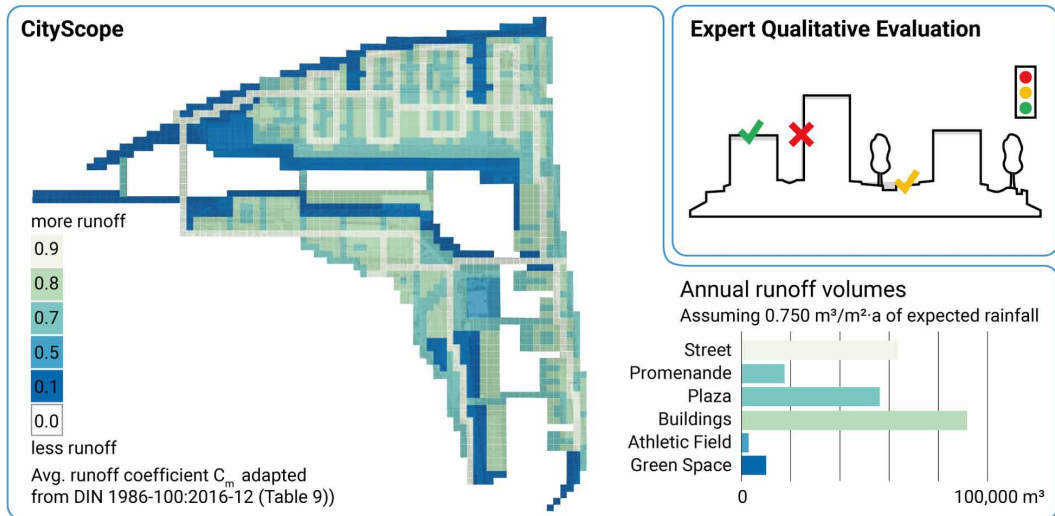 CityScope
more runoff
0.9
0.8
0.7
0.5
0.1
0.0
less runoff
Avg. runoff coefficient Cm adapted
from DIN 1986-100:2016-12 (Table 9))
Expert Qualitative Evaluation
Annual runoff volumes
Assuming 0.750 m³/m²·a of expected rainfall
Street
Promenande
Plaza
Buildings
Athletic Field
Green Space
0 100,000 m³